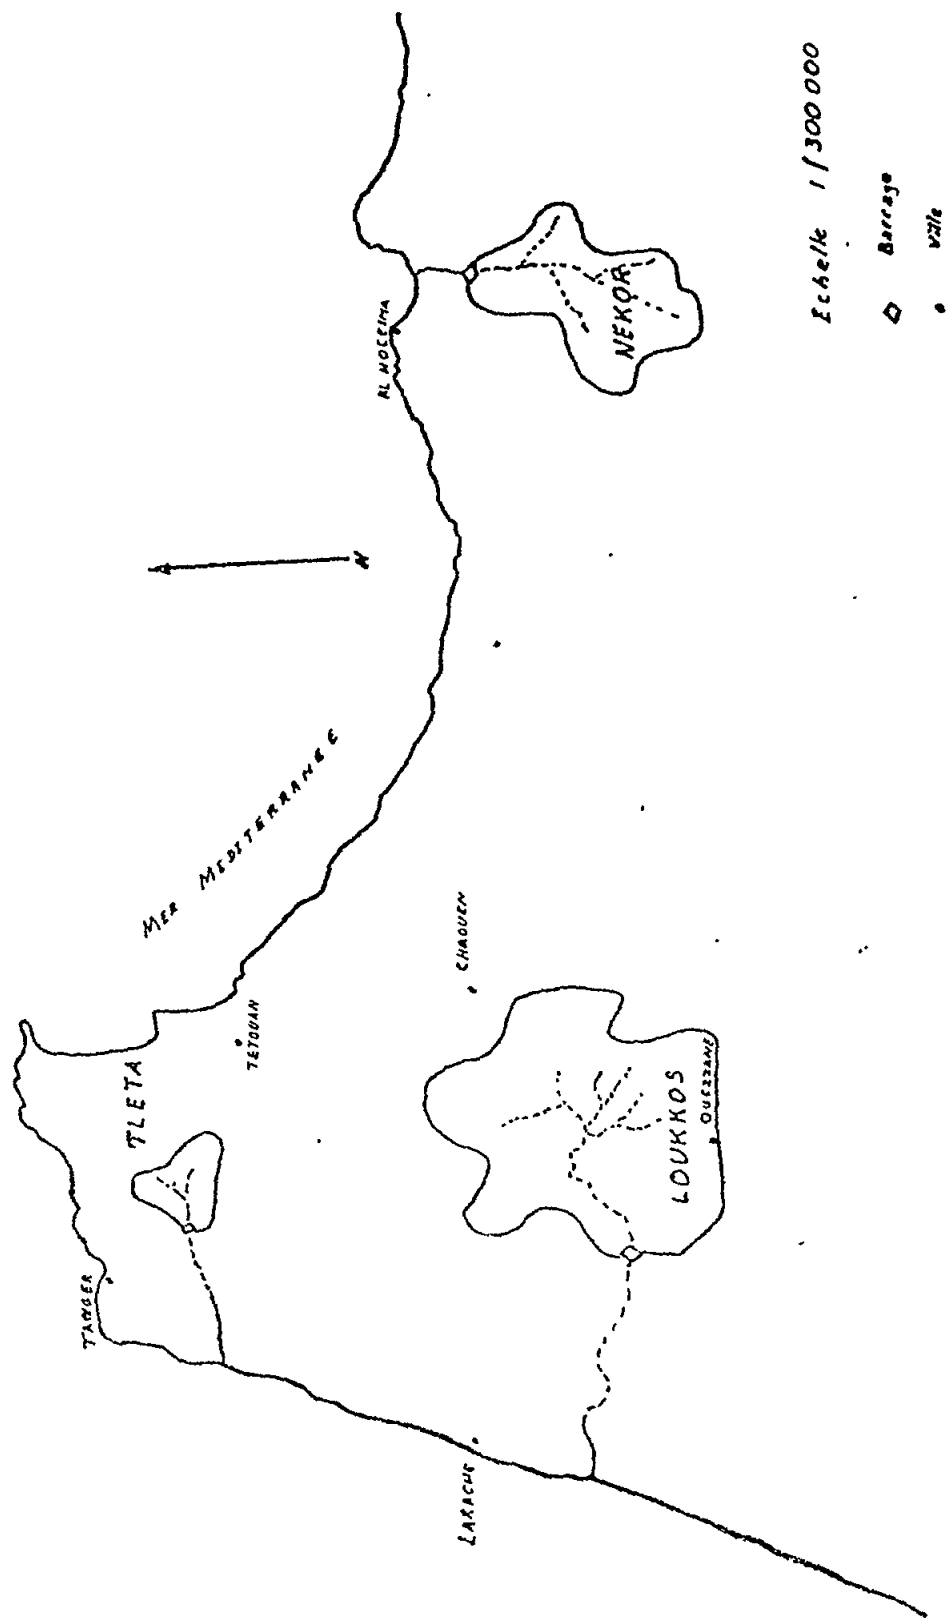 TANGER
TLETA
TETOUAN
MER MEDITERRANEE
N
AL HOCEIMA
NEKOR
CHAOUEN
LARACHE
LOUKKOS
OUEZZANE
Echelle 1/300 000
Barrage
Ville